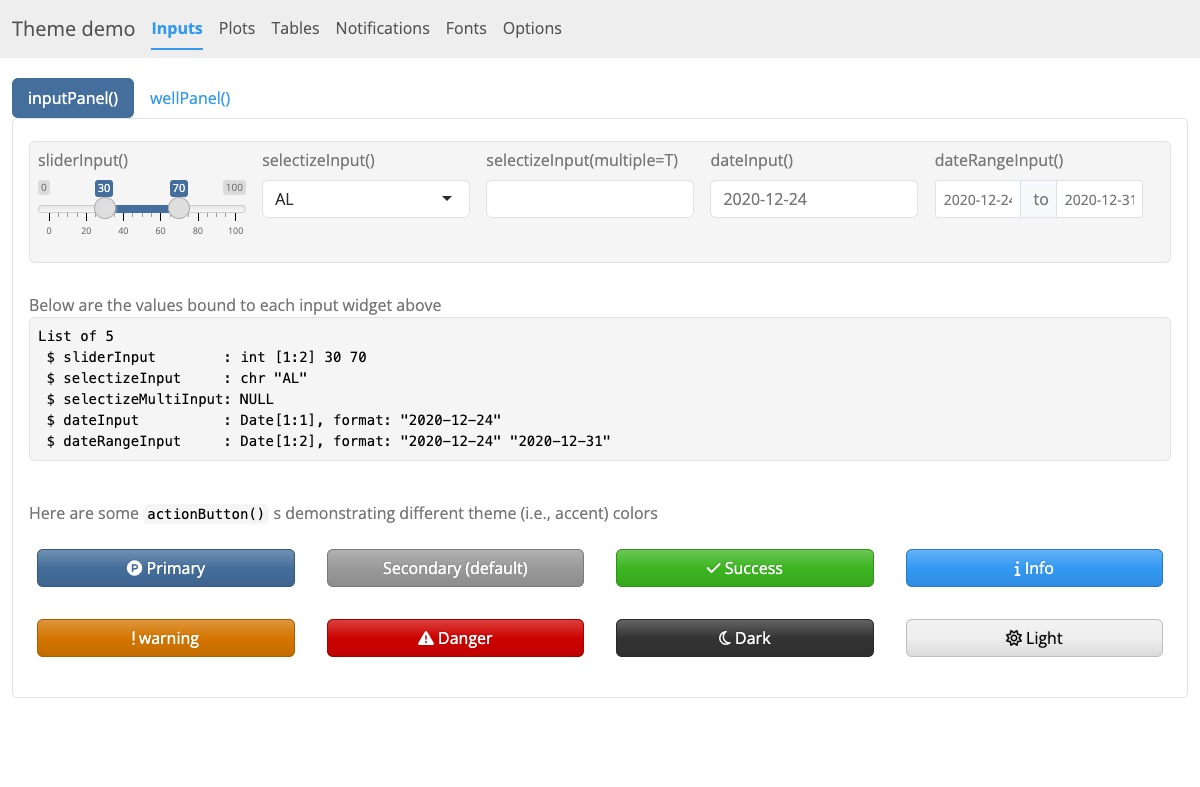 Theme demo Inputs Plots Tables Notifications Fonts Options
inputPanel() wellPanel()
sliderInput() selectizeInput() selectizeInput(multiple=T) dateInput() dateRangeInput()
0 30 70 100
AL 2020-12-24 2020-12-24 to 2020-12-31
0 20 40 60 80 100
Below are the values bound to each input widget above
List of 5
 $ sliderInput        : int [1:2] 30 70
 $ selectizeInput     : chr "AL"
 $ selectizeMultiInput: NULL
 $ dateInput          : Date[1:1], format: "2020-12-24"
 $ dateRangeInput     : Date[1:2], format: "2020-12-24" "2020-12-31"
Here are some actionButton() s demonstrating different theme (i.e., accent) colors
Primary Secondary (default) Success Info
warning Danger Dark Light